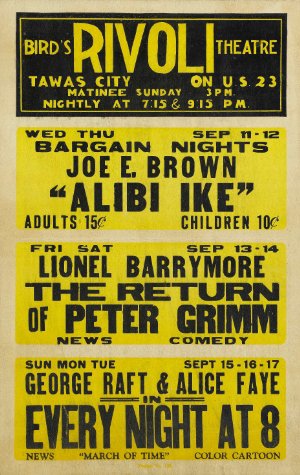 BIRD'S RIVOLI THEATRE
TAWAS CITY ON U.S. 23
MATINEE SUNDAY 3 P.M.
NIGHTLY AT 7:15 & 9:15 P.M.
WED THU SEP 11-12
BARGAIN NIGHTS
JOE E. BROWN
"ALIBI IKE"
ADULTS 15¢ CHILDREN 10¢
FRI SAT SEP 13-14
LIONEL BARRYMORE
THE RETURN
OF PETER GRIMM
NEWS COMEDY
SUN MON TUE SEPT 15-16-17
GEORGE RAFT & ALICE FAYE
IN
EVERY NIGHT AT 8
NEWS "MARCH OF TIME" COLOR CARTOON